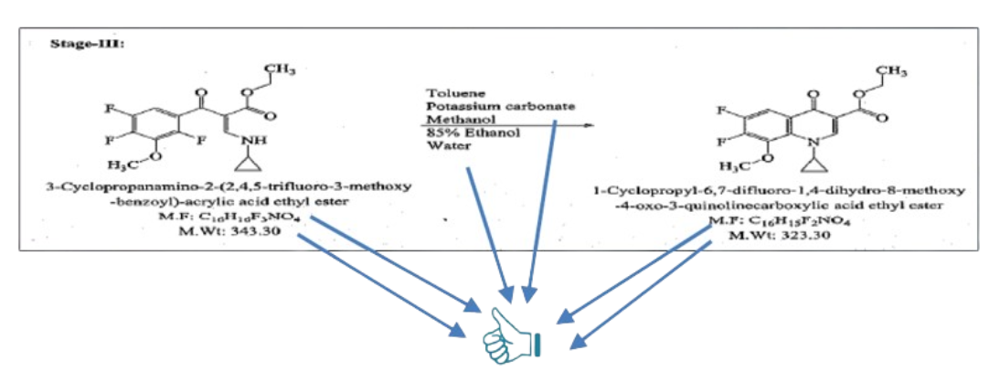 Stage-III:
CH3
O
O
O
F
F
F
NH
O
H3C
3-Cyclopropanamino-2-(2,4,5-trifluoro-3-methoxy
-benzoyl)-acrylic acid ethyl ester
M.F: C16H16F3NO4
M.Wt: 343.30
Toluene
Potassium carbonate
Methanol
85% Ethanol
Water
CH3
O
O
O
F
F
N
O
H3C
1-Cyclopropyl-6,7-difluoro-1,4-dihydro-8-methoxy
-4-oxo-3-quinolinecarboxylic acid ethyl ester
M.F: C16H15F2NO4
M.Wt: 323.30